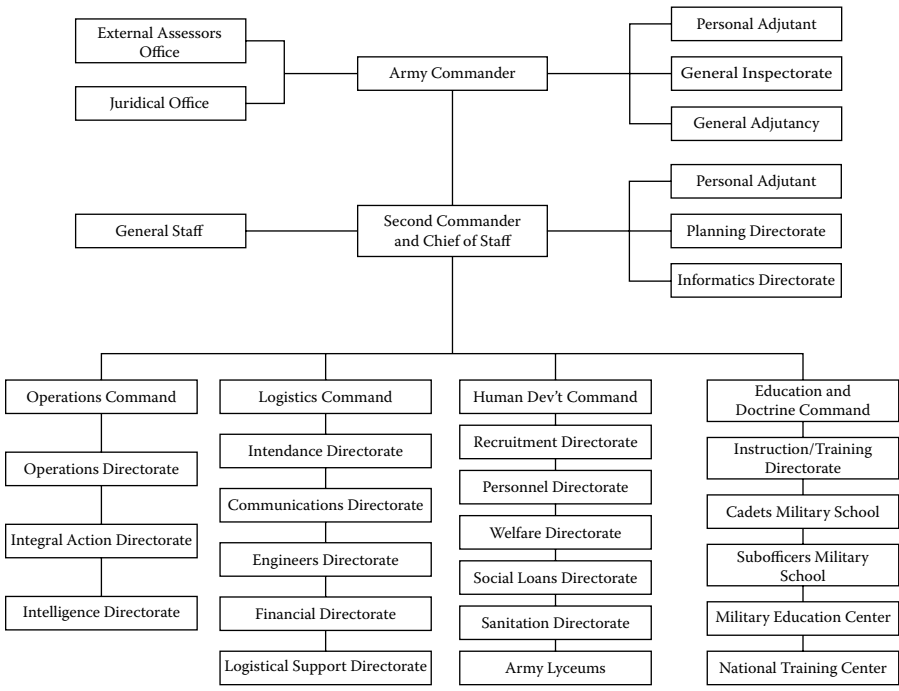 External Assessors
Office
Juridical Office
Army Commander
Personal Adjutant
General Inspectorate
General Adjutancy
General Staff
Second Commander
and Chief of Staff
Personal Adjutant
Planning Directorate
Informatics Directorate
Operations Command
Operations Directorate
Integral Action Directorate
Intelligence Directorate
Logistics Command
Intendance Directorate
Communications Directorate
Engineers Directorate
Financial Directorate
Logistical Support Directorate
Human Dev't Command
Recruitment Directorate
Personnel Directorate
Welfare Directorate
Social Loans Directorate
Sanitation Directorate
Army Lyceums
Education and
Doctrine Command
Instruction/Training
Directorate
Cadets Military School
Subofficers Military
School
Military Education Center
National Training Center